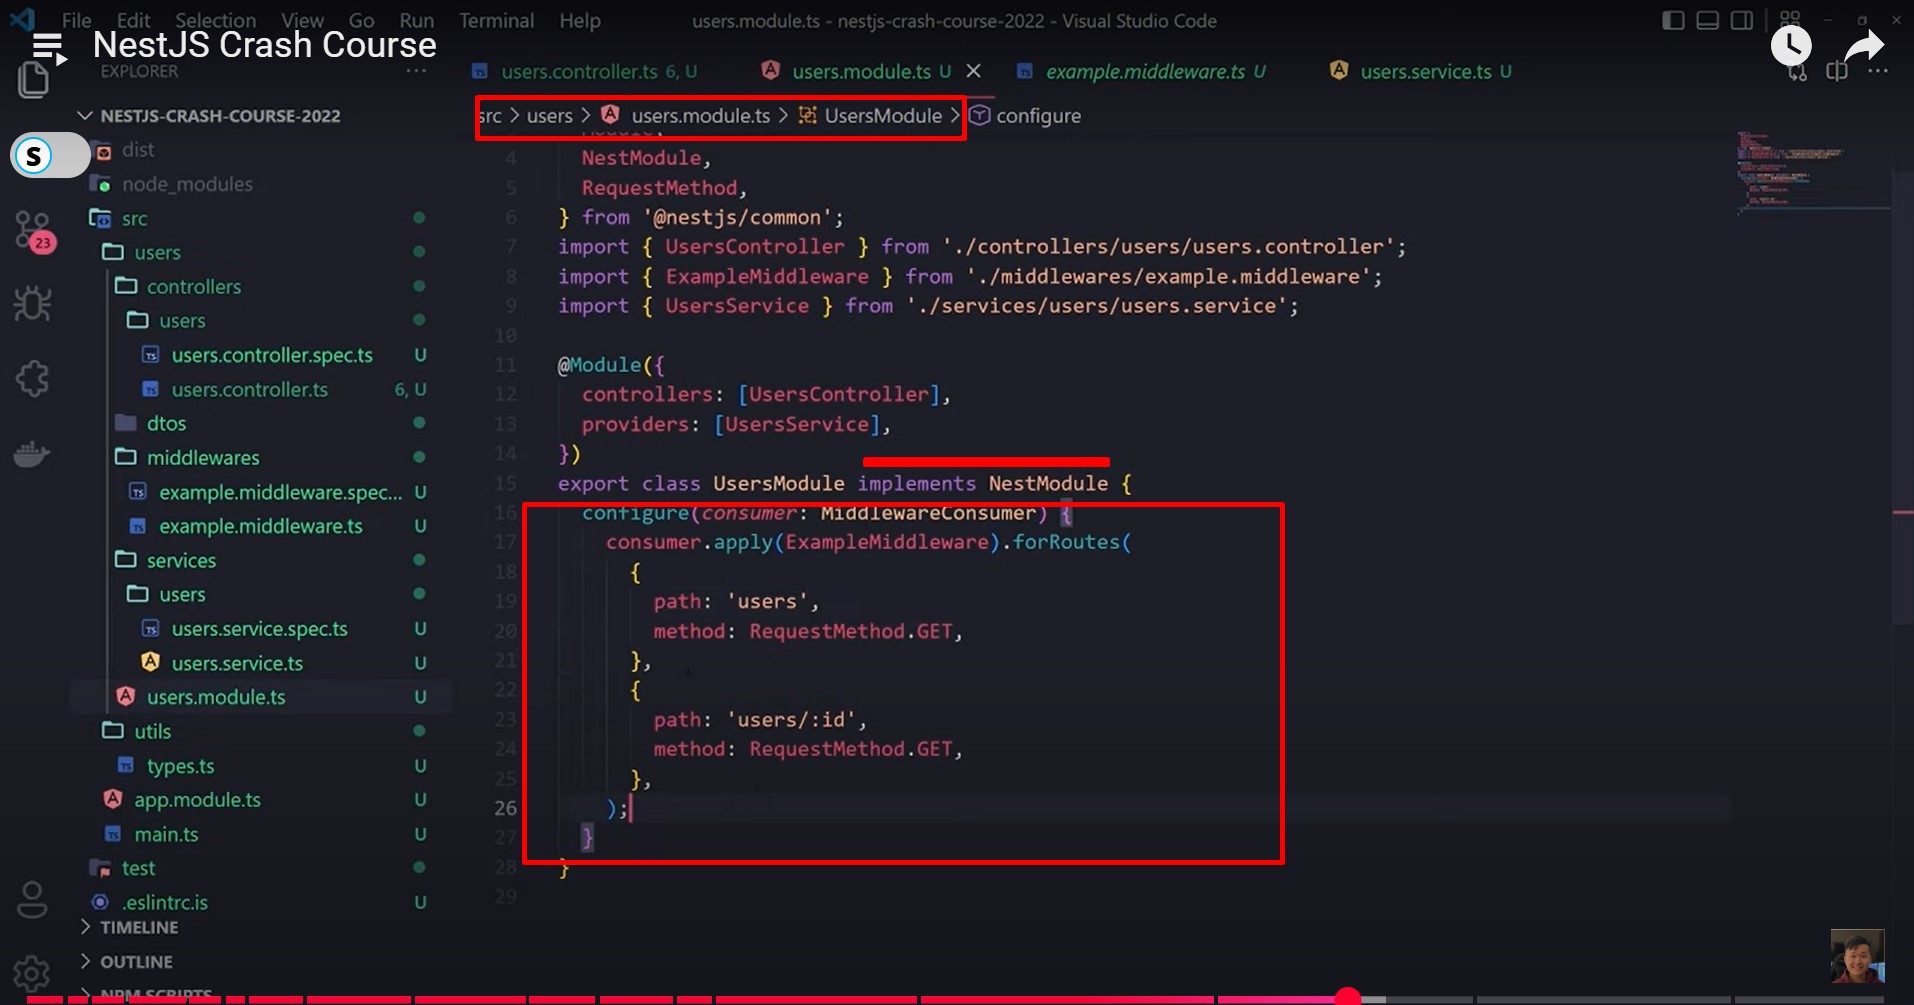 File Edit Selection View Go Run Terminal Help
users.module.ts - nestjs-crash-course-2022 - Visual Studio Code
NestJS Crash Course
EXPLORER
users.controller.ts 6, U
users.module.ts U
example.middleware.ts U
users.service.ts U
NESTJS-CRASH-COURSE-2022
src > users > users.module.ts > UsersModule > configure
S
dist
node_modules
src
23
users
controllers
users
users.controller.spec.ts U
users.controller.ts 6, U
dtos
middlewares
example.middleware.spec... U
example.middleware.ts U
services
users
users.service.spec.ts U
users.service.ts U
users.module.ts U
utils
types.ts U
app.module.ts U
main.ts U
test
.eslintrc.js U
TIMELINE
OUTLINE
NPM SCRIPTS
Module,
4 NestModule,
5 RequestMethod,
6 } from '@nestjs/common';
7 import { UsersController } from './controllers/users/users.controller';
8 import { ExampleMiddleware } from './middlewares/example.middleware';
9 import { UsersService } from './services/users/users.service';
10
11 @Module({
12 controllers: [UsersController],
13 providers: [UsersService],
14 })
15 export class UsersModule implements NestModule {
16 configure(consumer: MiddlewareConsumer) {
17 consumer.apply(ExampleMiddleware).forRoutes(
18 {
19 path: 'users',
20 method: RequestMethod.GET,
21 },
22 {
23 path: 'users/:id',
24 method: RequestMethod.GET,
25 },
26 );
27 }
28 }
29